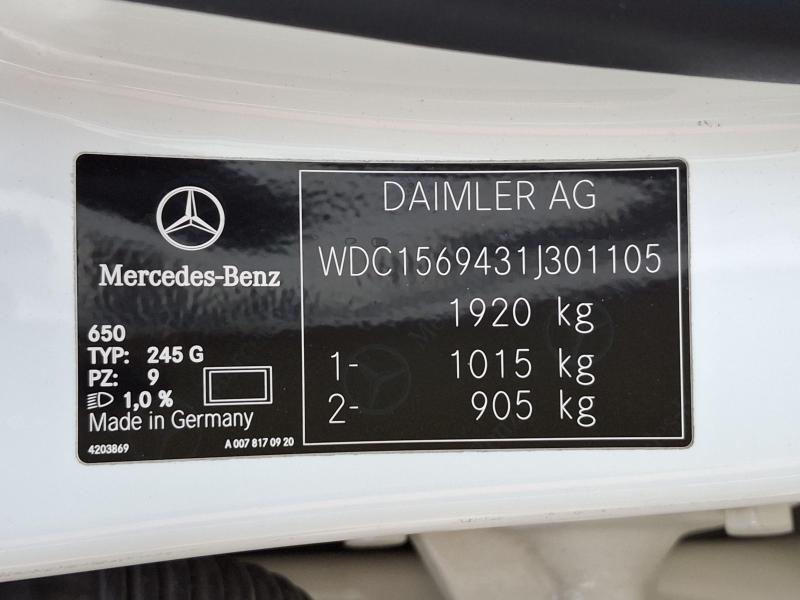 Mercedes-Benz
650
TYP: 245 G
PZ: 9
1,0 %
Made in Germany
4203869
A 007 817 09 20
DAIMLER AG
WDC1569431J301105
1920 kg
1- 1015 kg
2- 905 kg